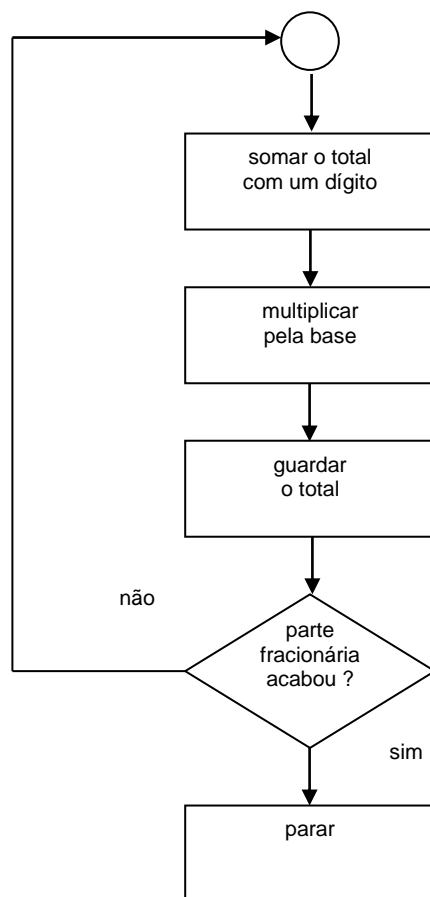 somar o total
com um dígito
multiplicar
pela base
guardar
o total
não
parte
fracionária
acabou ?
sim
parar